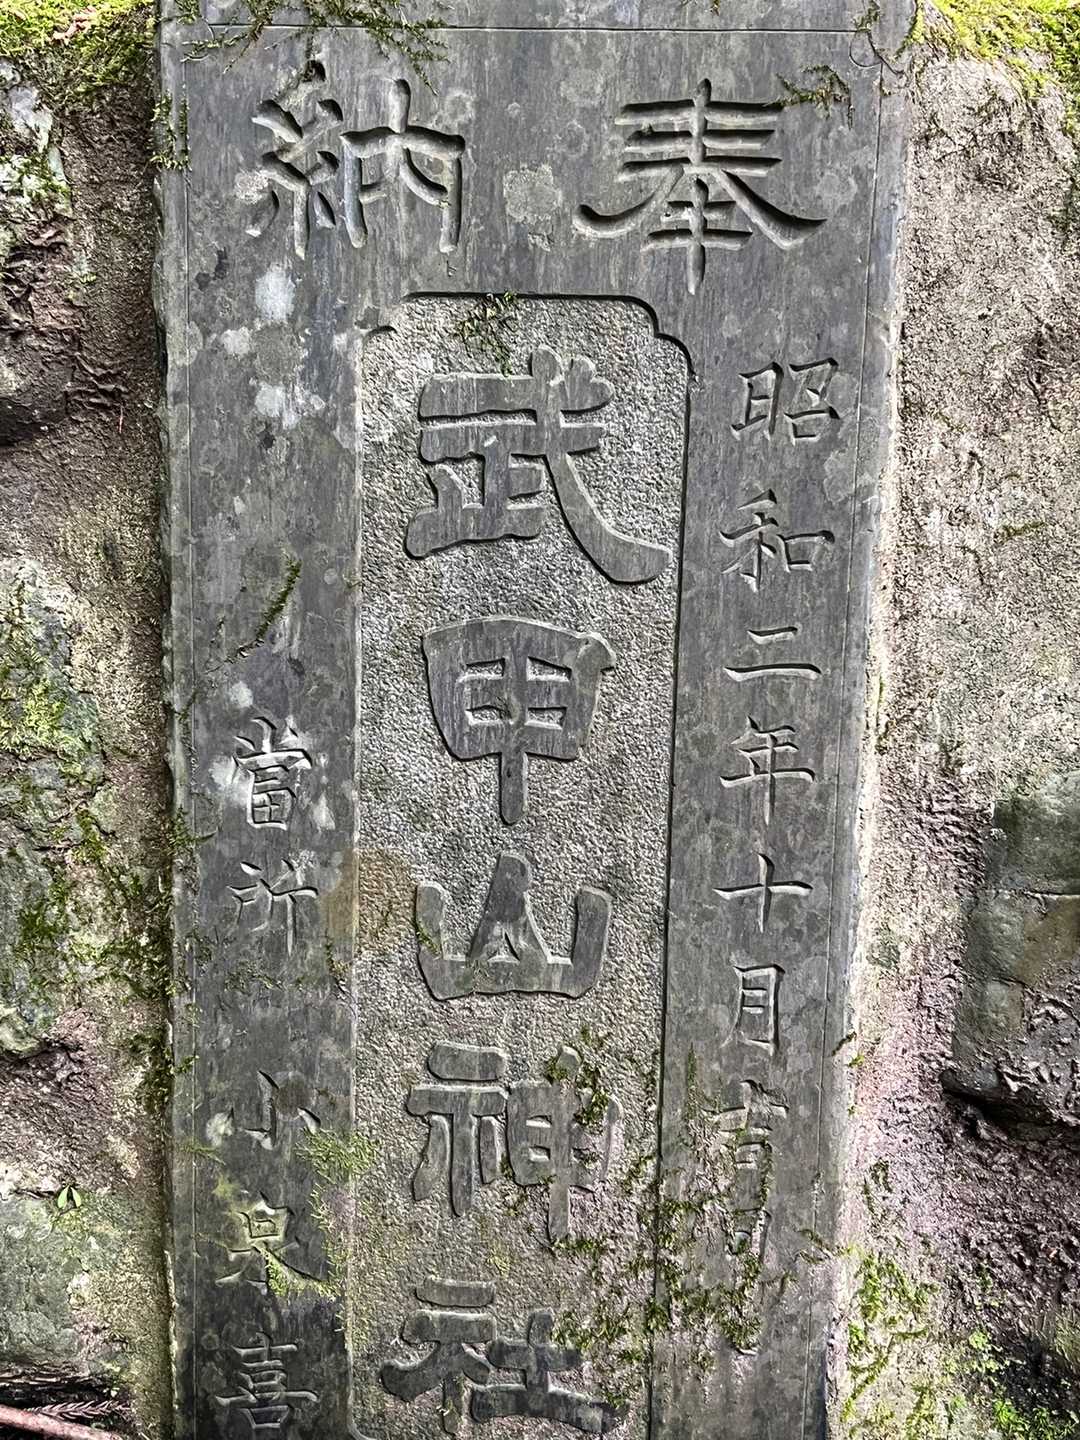 奉納
昭和二年十月吉日
武甲山神社
當所 小泉喜